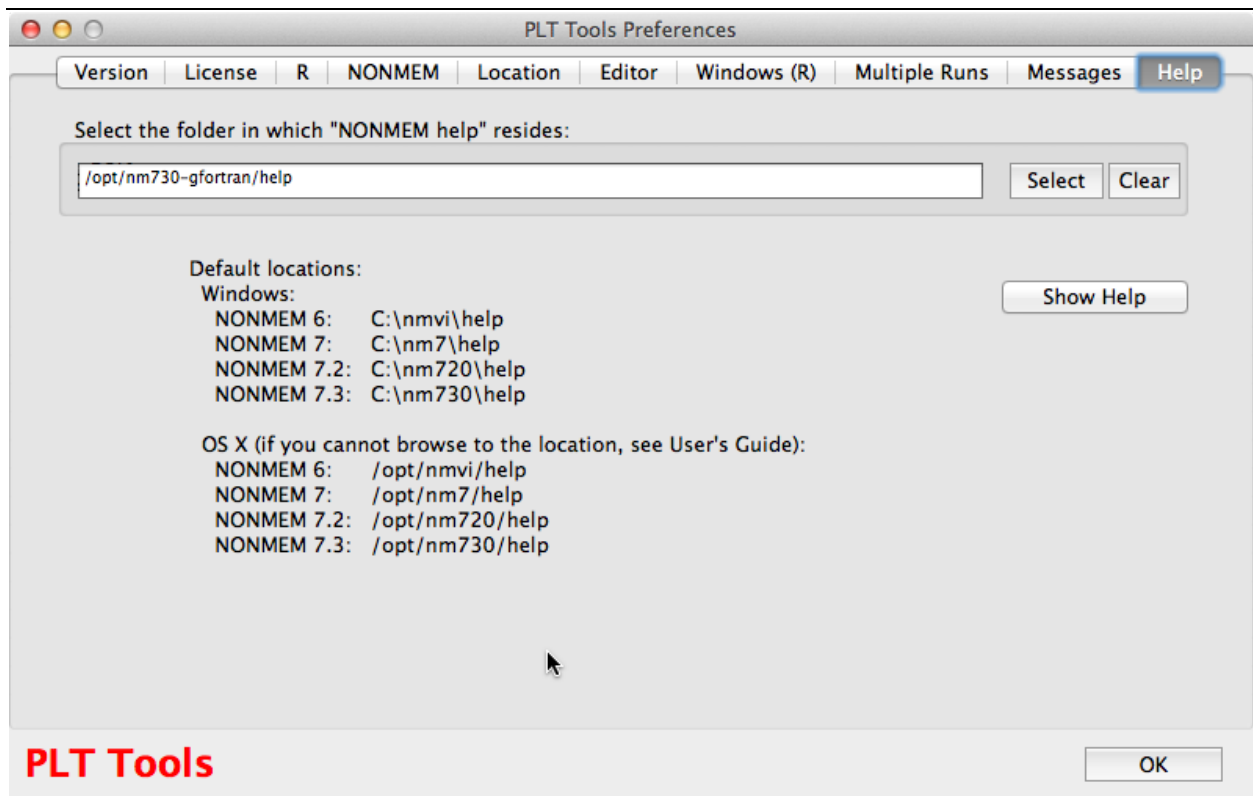 PLT Tools Preferences
Version License R NONMEM Location Editor Windows (R) Multiple Runs Messages Help
Select the folder in which "NONMEM help" resides:
/opt/nm730-gfortran/help Select Clear
Default locations:
Show Help
Windows:
NONMEM 6: C:\nmvi\help
NONMEM 7: C:\nm7\help
NONMEM 7.2: C:\nm720\help
NONMEM 7.3: C:\nm730\help
OS X (if you cannot browse to the location, see User's Guide):
NONMEM 6: /opt/nmvi/help
NONMEM 7: /opt/nm7/help
NONMEM 7.2: /opt/nm720/help
NONMEM 7.3: /opt/nm730/help
PLT Tools OK